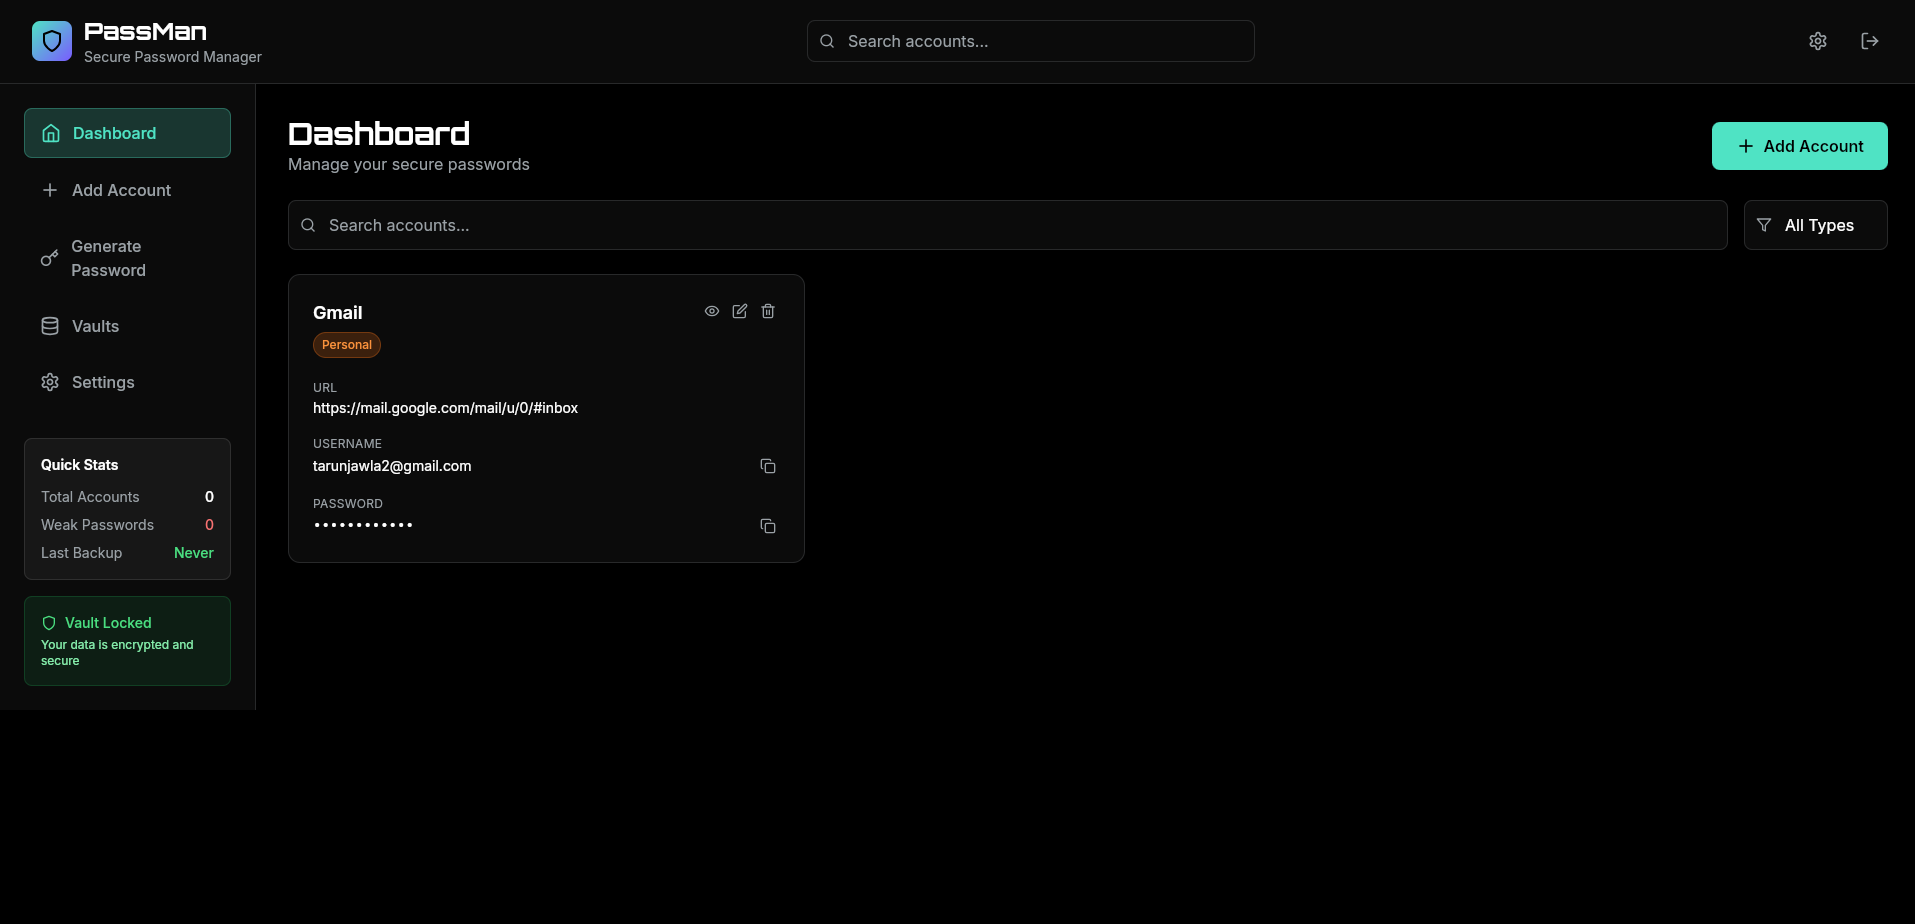 PassMan
Secure Password Manager
Search accounts...
Dashboard
Add Account
Generate
Password
Vaults
Settings
Quick Stats
Total Accounts 0
Weak Passwords 0
Last Backup Never
Vault Locked
Your data is encrypted and
secure
Dashboard
Manage your secure passwords
Add Account
Search accounts...
All Types
Gmail
Personal
URL
https://mail.google.com/mail/u/0/#inbox
USERNAME
tarunjawla2@gmail.com
PASSWORD
••••••••••••